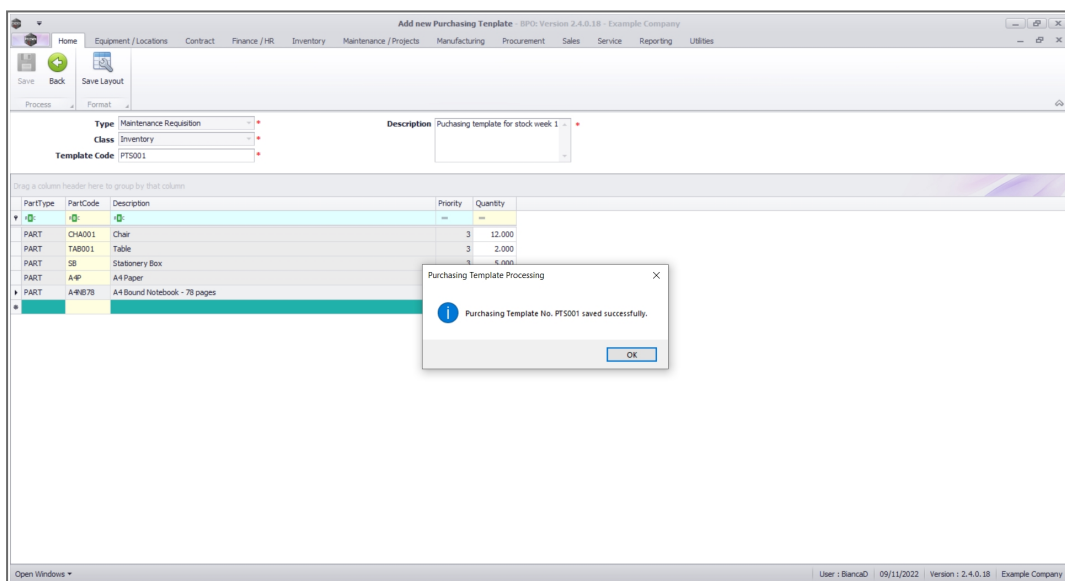 Add new Purchasing Tenplate - BPO: Version 2.4.0.18 - Example Company
Home Equipment / Locations Contract Finance / HR Inventory Maintenance / Projects Manufacturing Procurement Sales Service Reporting Utilities
Save Back Save Layout
Process Format
Type Maintenance Requisition * Description Puchasing template for stock week 1 *
Class Inventory *
Template Code PTS001 *
Drag a column header here to group by that column
PartType PartCode Description Priority Quantity
PART CHA001 Chair 3 12.000
PART TAB001 Table 3 2.000
PART SB Stationery Box 3 5.000
PART A4P A4 Paper
PART A4NB78 A4 Bound Notebook - 78 pages
Purchasing Template Processing
Purchasing Template No. PTS001 saved successfully.
OK
Open Windows User : BiancaD 09/11/2022 Version : 2.4.0.18 Example Company